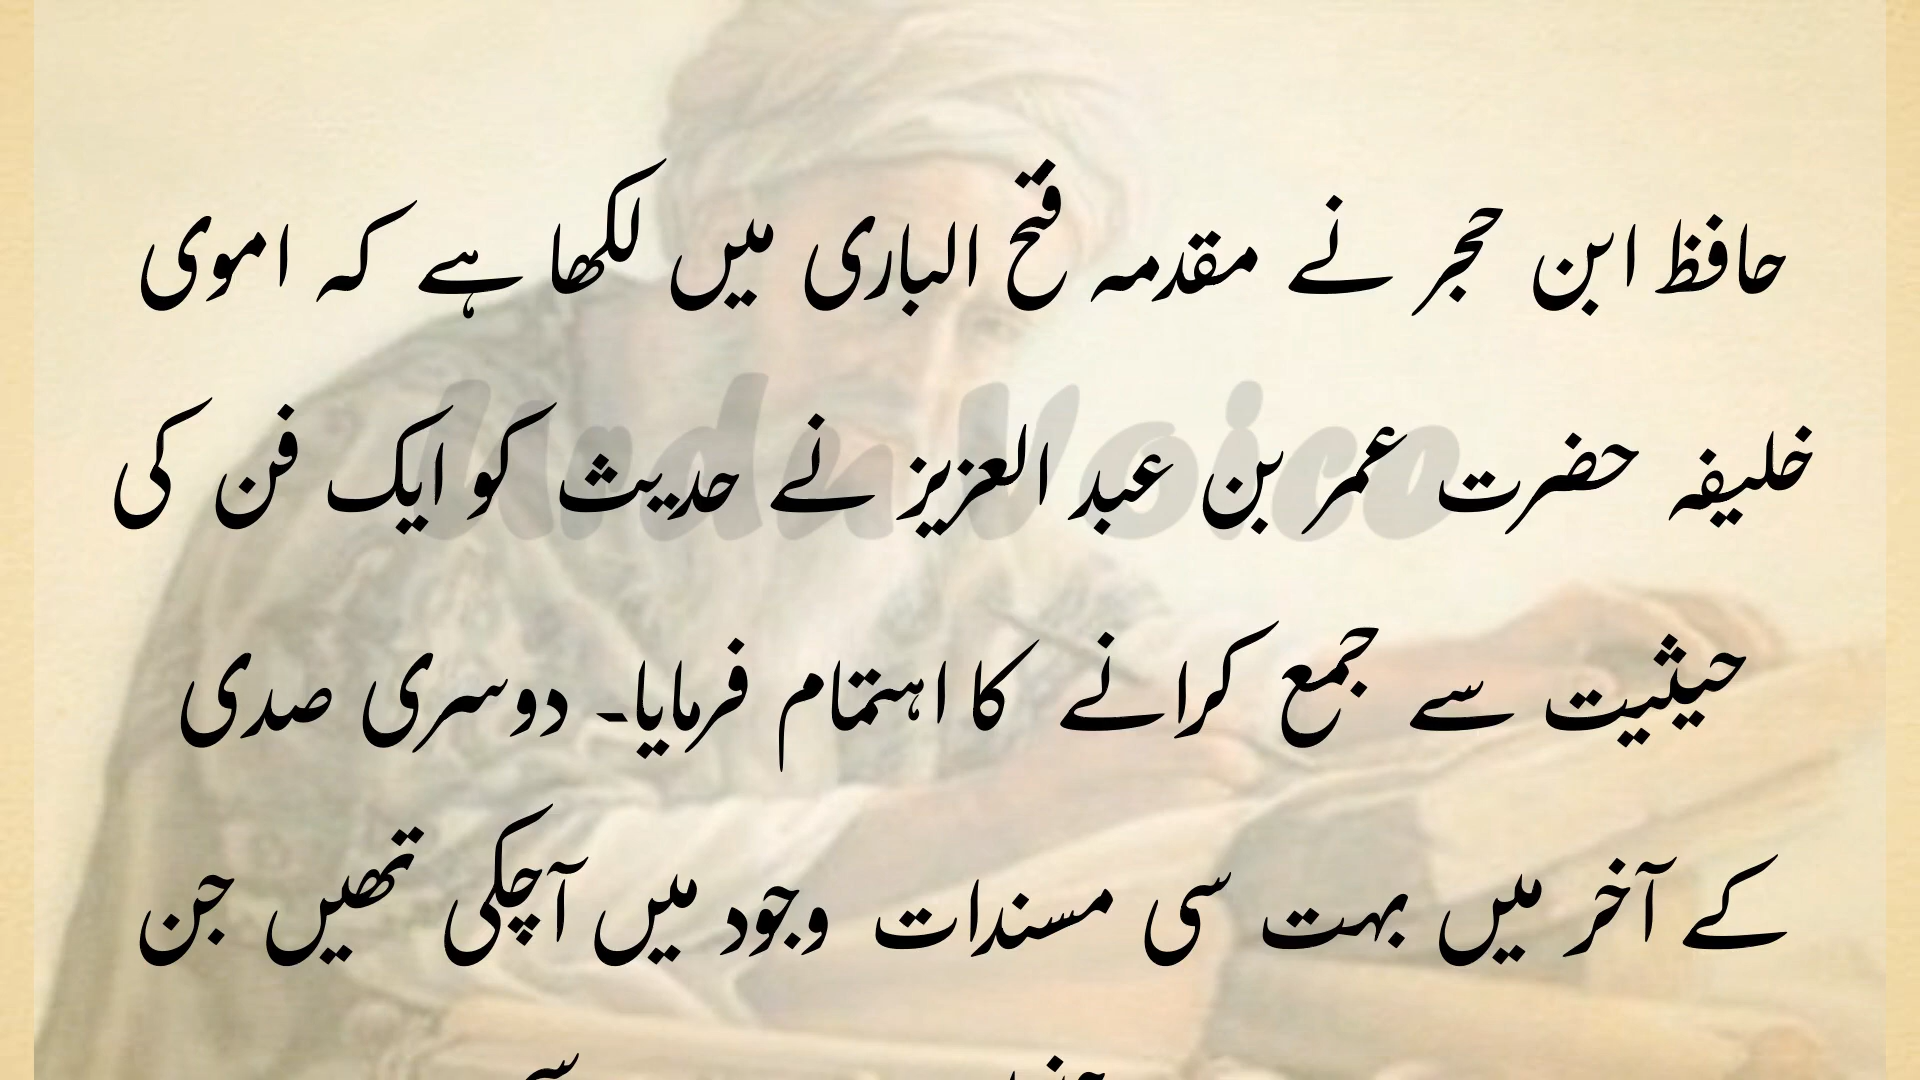 حافظ ابن حجر نے مقدمہ فتح الباری میں لکھا ہے کہ اموی
خلیفہ حضرت عمر بن عبد العزیز نے حدیث کو ایک فن کی
Urdu Voice
حیثیت سے جمع کرانے کا اہتمام فرمایا۔ دوسری صدی
کے آخر میں بہت سی مسندات وجود میں آچکی تھیں جن